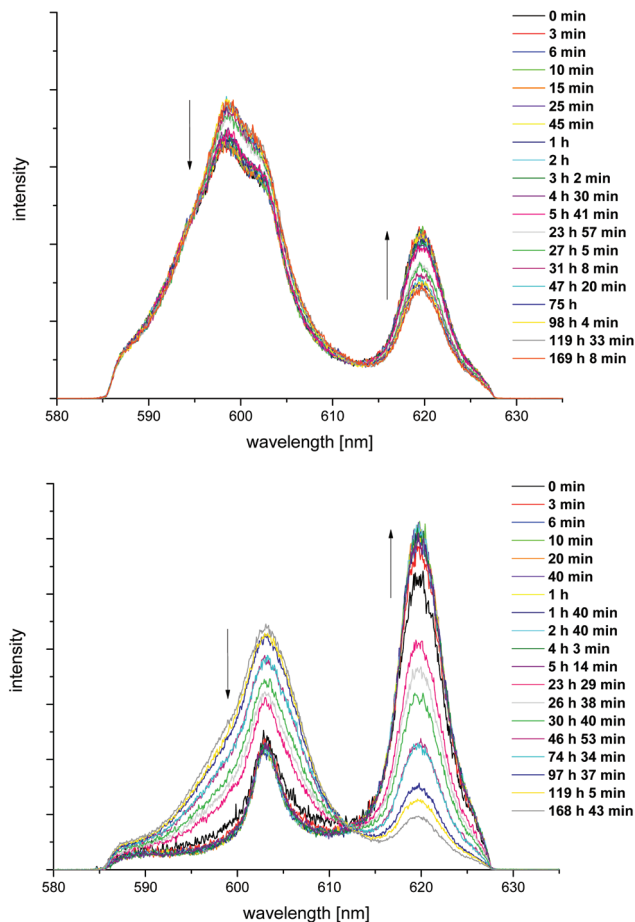 intensity
580
590
600
610
620
630
wavelength [nm]
0 min
3 min
6 min
10 min
15 min
25 min
45 min
1 h
2 h
3 h 2 min
4 h 30 min
5 h 41 min
23 h 57 min
27 h 5 min
31 h 8 min
47 h 20 min
75 h
98 h 4 min
119 h 33 min
169 h 8 min
intensity
580
590
600
610
620
630
wavelength [nm]
0 min
3 min
6 min
10 min
20 min
40 min
1 h
1 h 40 min
2 h 40 min
4 h 3 min
5 h 14 min
23 h 29 min
26 h 38 min
30 h 40 min
46 h 53 min
74 h 34 min
97 h 37 min
119 h 5 min
168 h 43 min